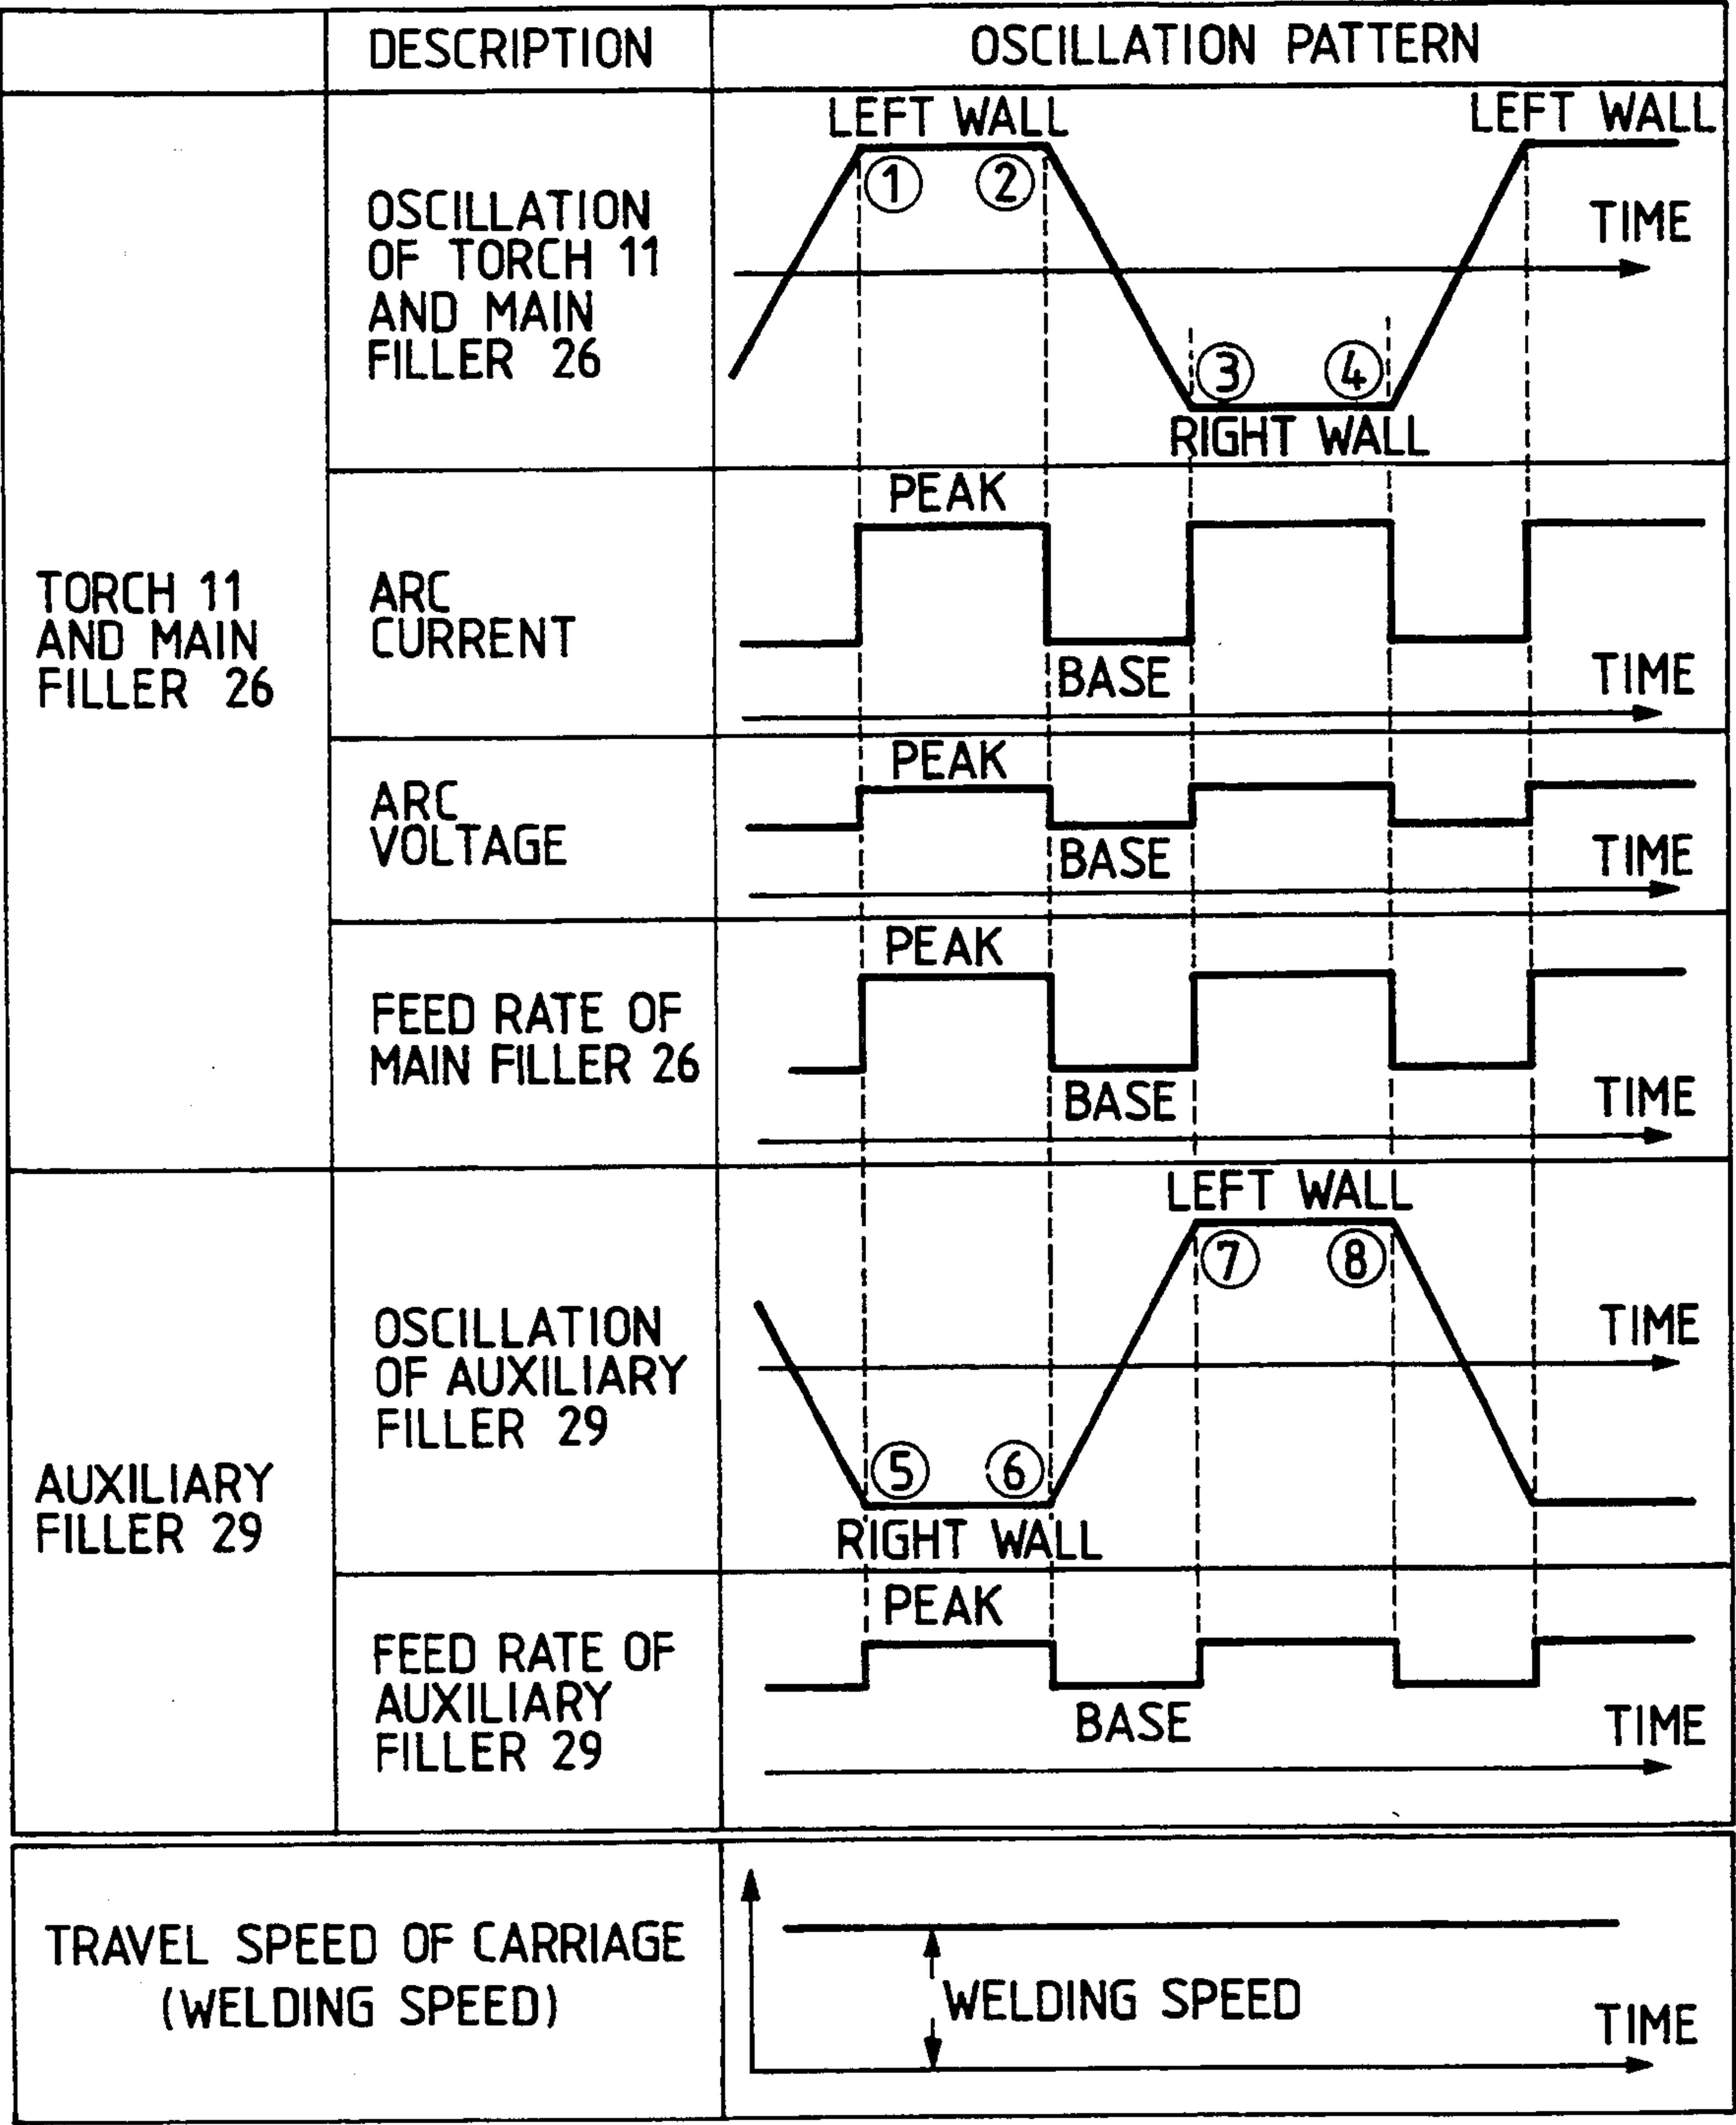 DESCRIPTION
OSCILLATION PATTERN
TORCH 11
AND MAIN
FILLER 26
OSCILLATION
OF TORCH 11
AND MAIN
FILLER 26
LEFT WALL
LEFT WALL
① ②
TIME
③ ④
RIGHT WALL
ARC
CURRENT
PEAK
BASE
TIME
ARC
VOLTAGE
PEAK
BASE
TIME
FEED RATE OF
MAIN FILLER 26
PEAK
BASE
TIME
AUXILIARY
FILLER 29
OSCILLATION
OF AUXILIARY
FILLER 29
LEFT WALL
⑦ ⑧
TIME
⑤ ⑥
RIGHT WALL
FEED RATE OF
AUXILIARY
FILLER 29
PEAK
BASE
TIME
TRAVEL SPEED OF CARRIAGE
(WELDING SPEED)
WELDING SPEED
TIME